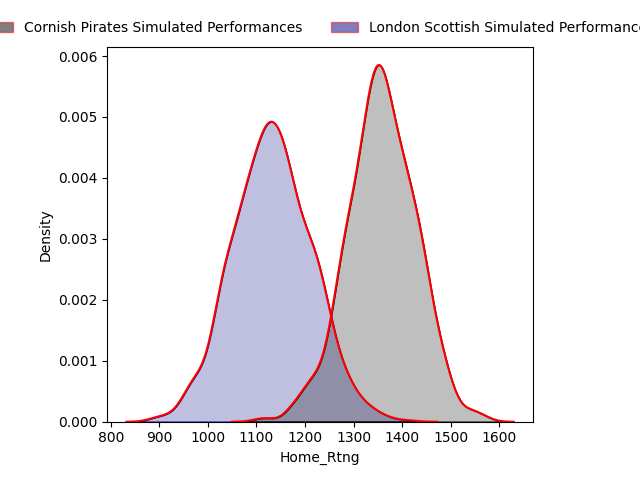 Cornish Pirates Simulated Performances
London Scottish Simulated
0.006
0.005
0.004
0.003
0.002
0.001
0.000
Density
800 900 1000 1100 1200 1300 1400 1500 1600
Home_Rtng